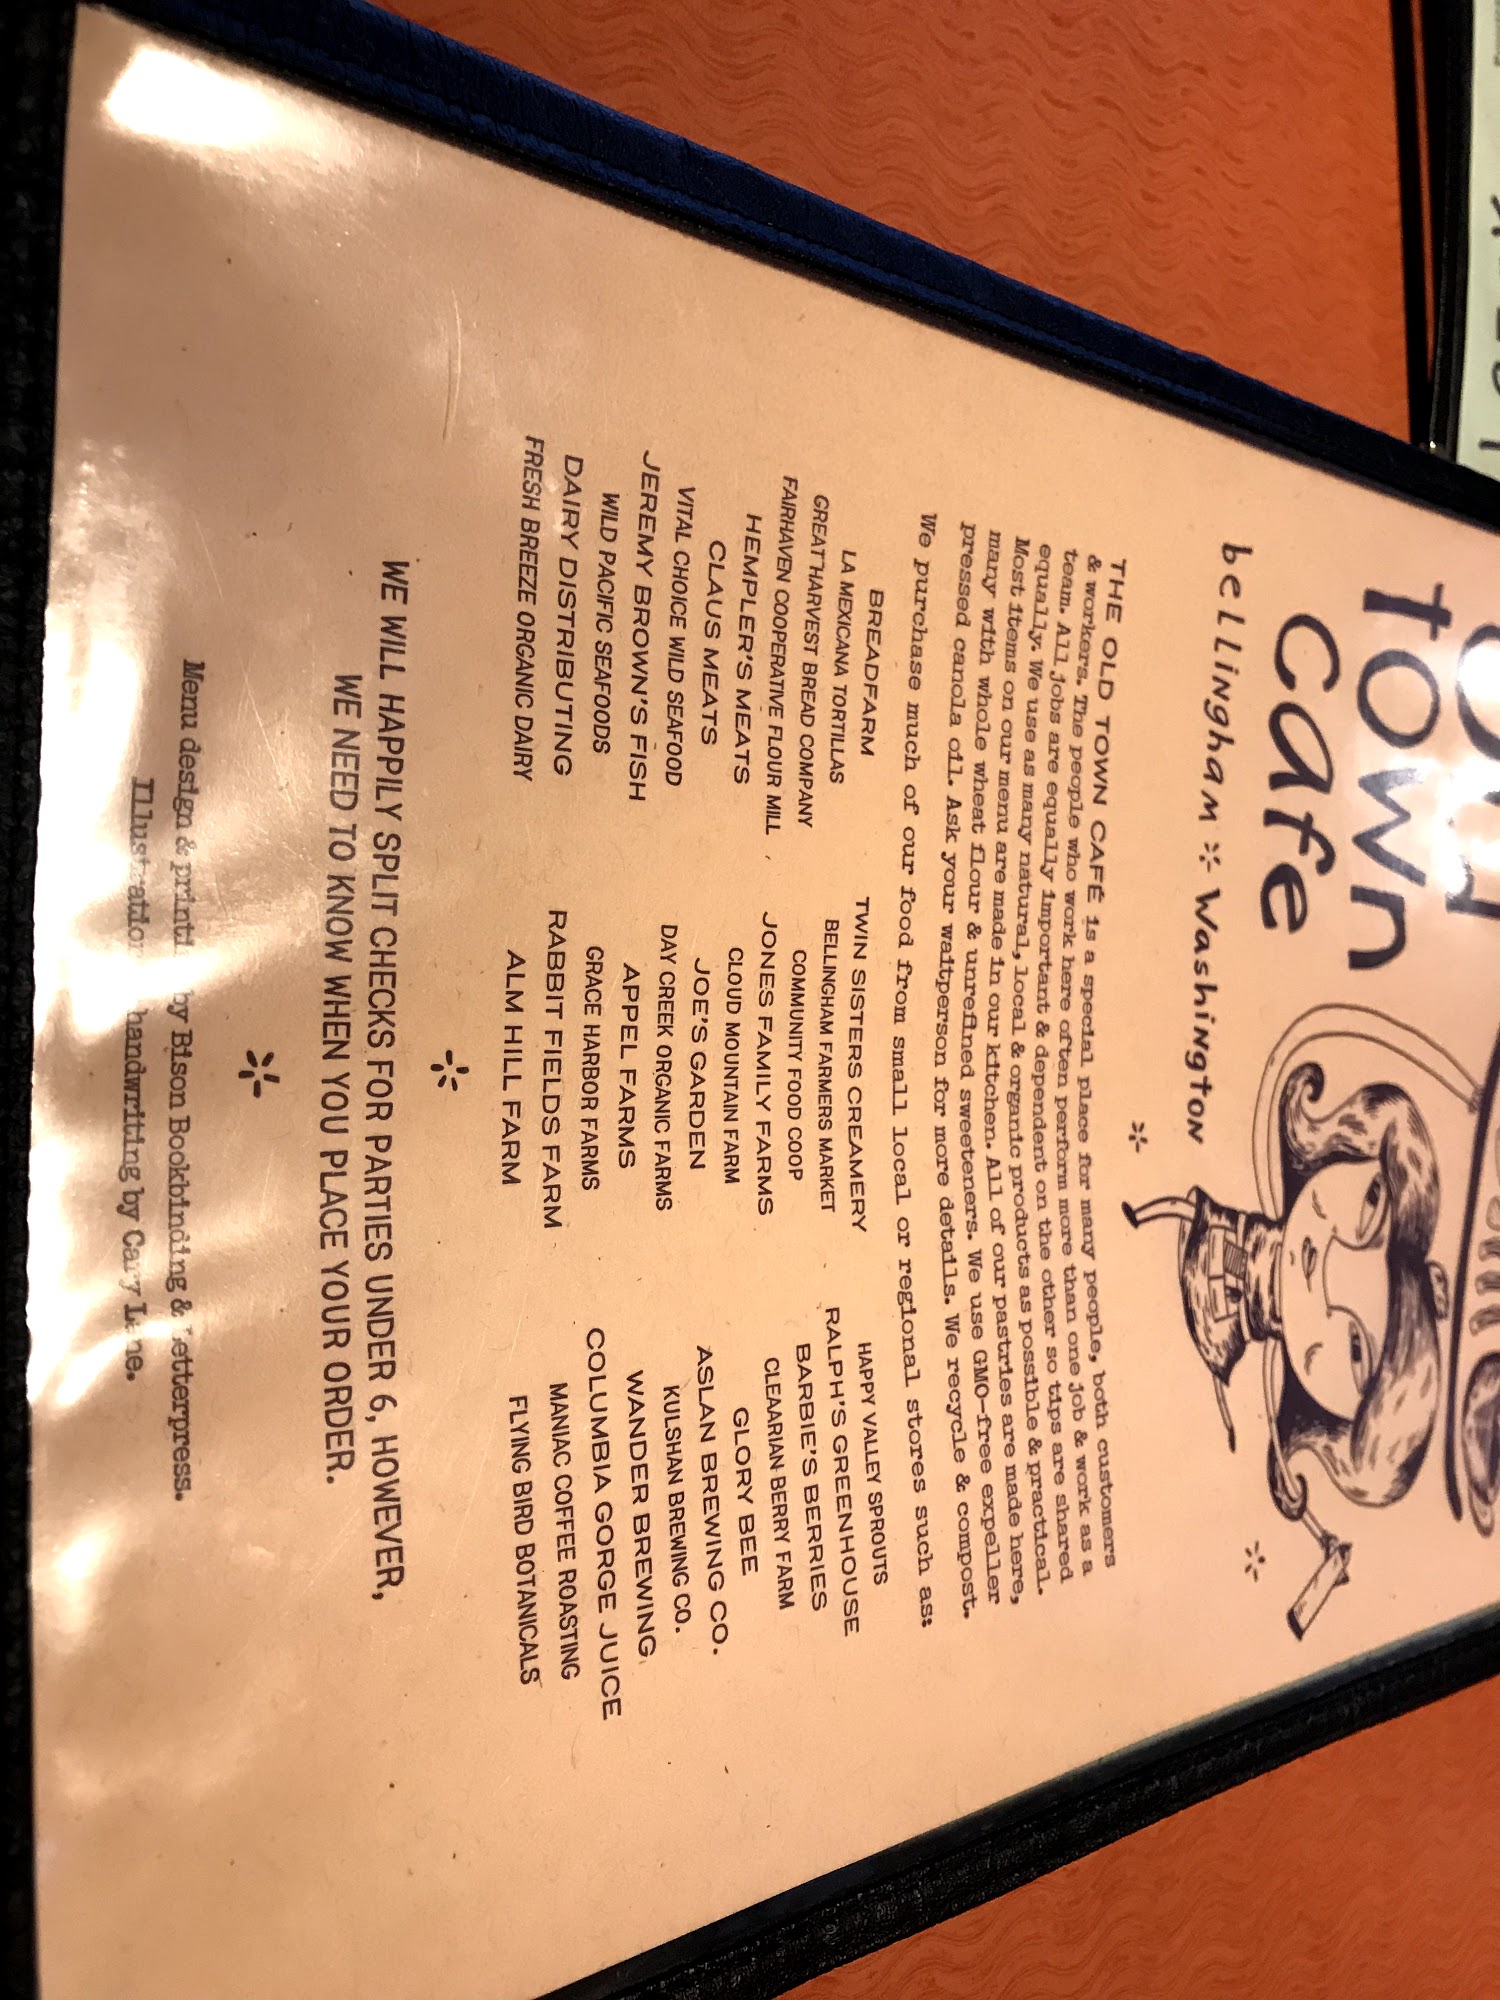 Town
cafe
bellingham Washington
THE OLD TOWN CAFÉ is a special place for many people, both customers
& workers. The people who work here often perform more than one job & work as a
team. All jobs are equally important & dependent on the other so tips are shared
equally. We use as many natural, local & organic products as possible & practical.
Most items on our menu are made in our kitchen. All of our pastries are made here,
many with whole wheat flour & unrefined sweeteners. We use GMO-free expeller
pressed canola oil. Ask your waitperson for more details. We recycle & compost.
We purchase much of our food from small local or regional stores such as:
BREADFARM
LA MEXICANA TORTILLAS
GREAT HARVEST BREAD COMPANY
FAIRHAVEN COOPERATIVE FLOUR MILL
HEMPLER'S MEATS
CLAUS MEATS
VITAL CHOICE WILD SEAFOOD
JEREMY BROWN'S FISH
WILD PACIFIC SEAFOODS
DAIRY DISTRIBUTING
FRESH BREEZE ORGANIC DAIRY
TWIN SISTERS CREAMERY
BELLINGHAM FARMERS MARKET
COMMUNITY FOOD COOP
JONES FAMILY FARMS
CLOUD MOUNTAIN FARM
JOE'S GARDEN
DAY CREEK ORGANIC FARMS
APPEL FARMS
GRACE HARBOR FARMS
RABBIT FIELDS FARM
ALM HILL FARM
HAPPY VALLEY SPROUTS
RALPH'S GREENHOUSE
BARBIE'S BERRIES
CLEAARIAN BERRY FARM
GLORY BEE
ASLAN BREWING CO.
KULSHAN BREWING CO.
WANDER BREWING
COLUMBIA GORGE JUICE
MANIAC COFFEE ROASTING
FLYING BIRD BOTANICALS
WE WILL HAPPILY SPLIT CHECKS FOR PARTIES UNDER 6, HOWEVER,
WE NEED TO KNOW WHEN YOU PLACE YOUR ORDER.
Menu design & by Bison Bookbinding & Letterpress.
handwriting by